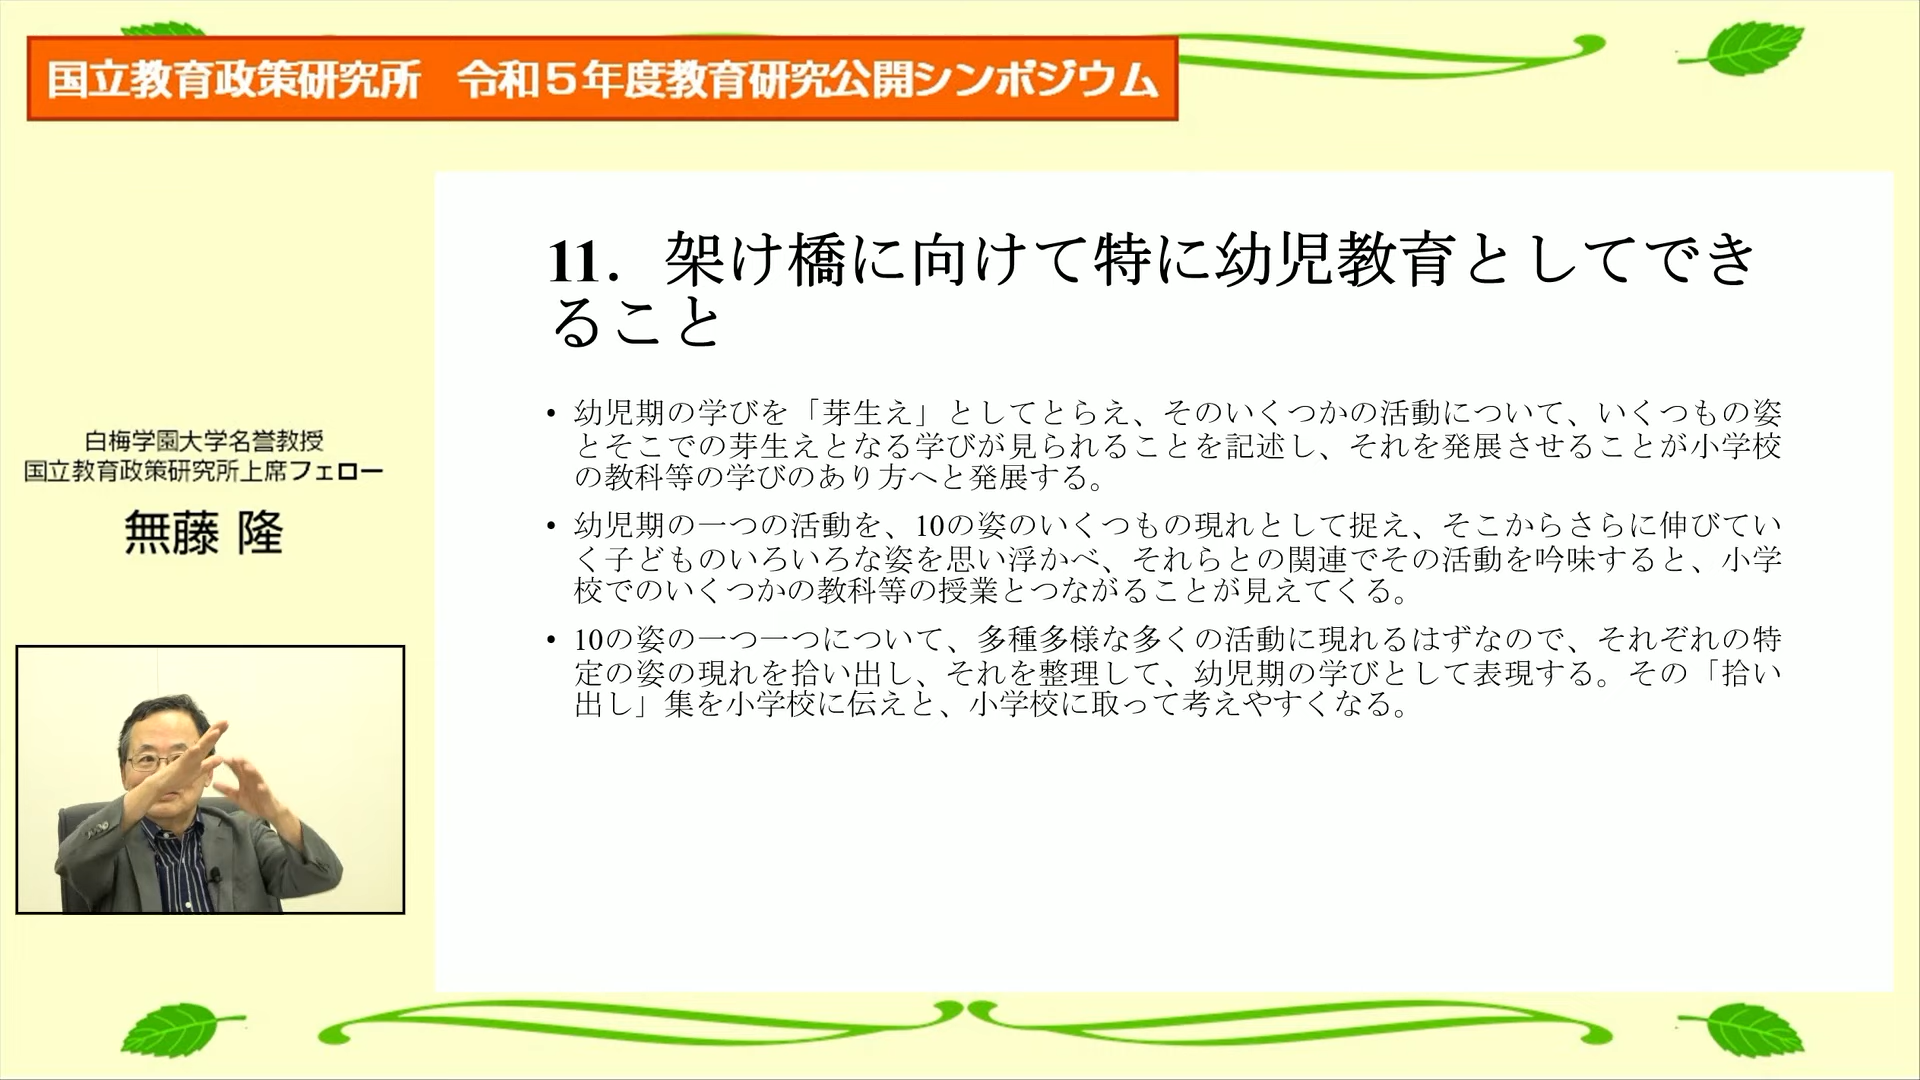 国立教育政策研究所　令和５年度教育研究公開シンポジウム
11．架け橋に向けて特に幼児教育としてでき
ること
• 幼児期の学びを「芽生え」としてとらえ、そのいくつかの活動について、いくつもの姿
とそこでの芽生えとなる学びが見られることを記述し、それを発展させることが小学校
の教科等の学びのあり方へと発展する。
• 幼児期の一つの活動を、10の姿のいくつもの現れとして捉え、そこからさらに伸びてい
く子どものいろいろな姿を思い浮かべ、それらとの関連でその活動を吟味すると、小学
校でのいくつかの教科等の授業とつながることが見えてくる。
• 10の姿の一つ一つについて、多種多様な多くの活動に現れるはずなので、それぞれの特
定の姿の現れを拾い出し、それを整理して、幼児期の学びとして表現する。その「拾い
出し」集を小学校に伝えと、小学校に取って考えやすくなる。
白梅学園大学名誉教授
国立教育政策研究所上席フェロー
無藤 隆